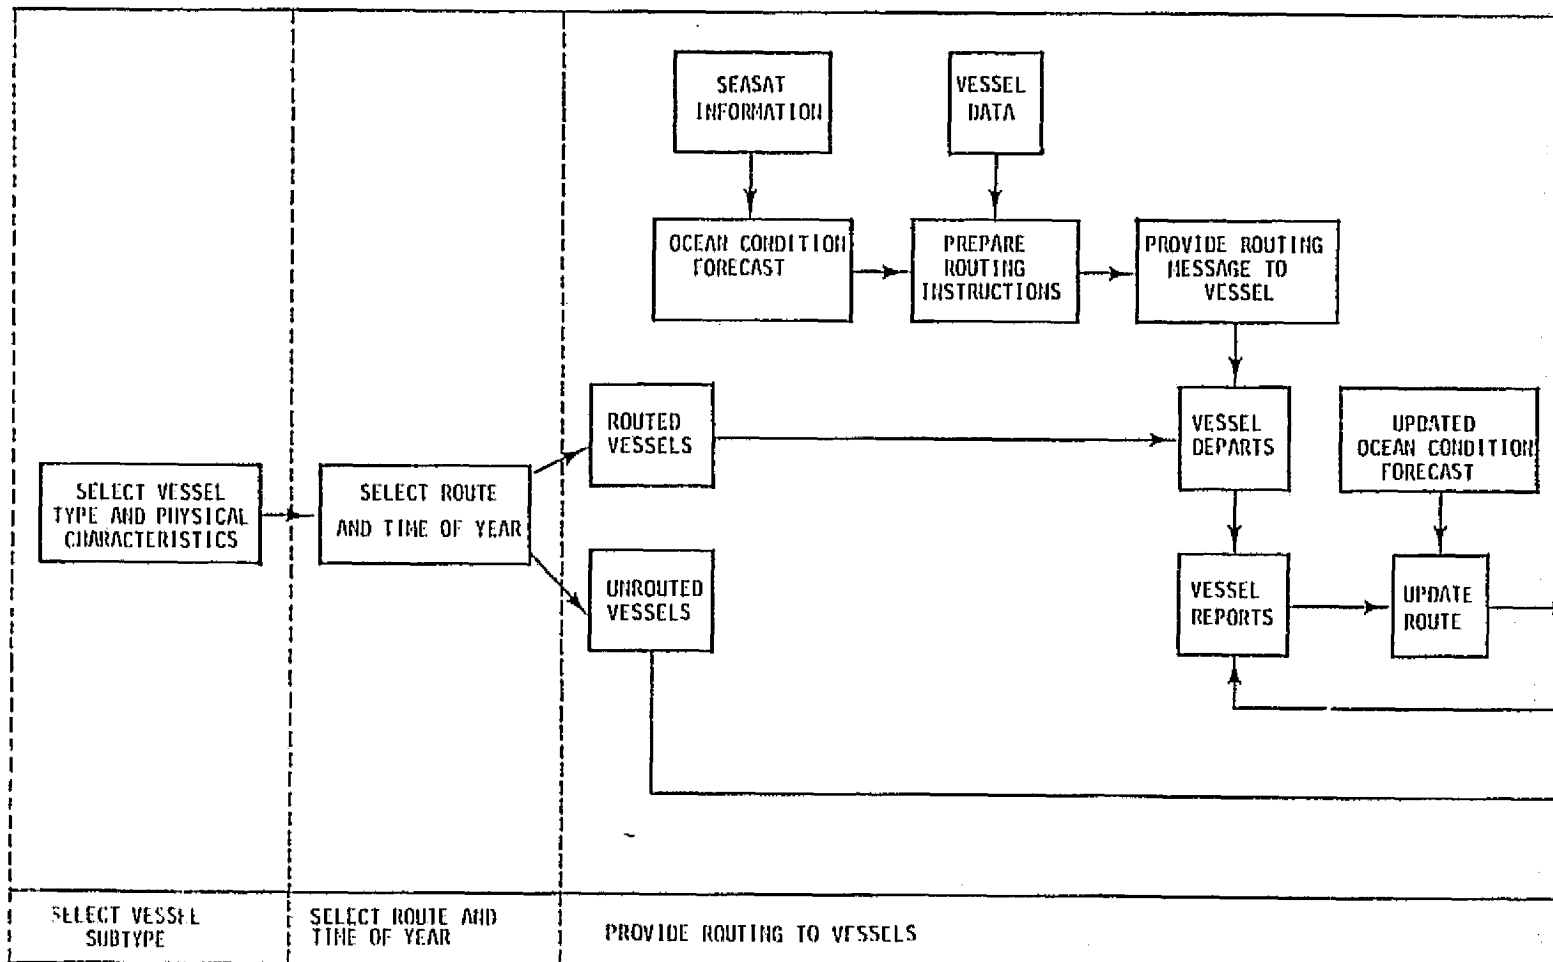 SEASAT
INFORMATION
VESSEL
DATA
OCEAN CONDITION
FORECAST
PREPARE
ROUTING
INSTRUCTIONS
PROVIDE ROUTING
MESSAGE TO
VESSEL
ROUTED
VESSELS
VESSEL
DEPARTS
UPDATED
OCEAN CONDITION
FORECAST
SELECT VESSEL
TYPE AND PHYSICAL
CHARACTERISTICS
SELECT ROUTE
AND TIME OF YEAR
UNROUTED
VESSELS
VESSEL
REPORTS
UPDATE
ROUTE
SELECT VESSEL
SUBTYPE
SELECT ROUTE AND
TIME OF YEAR
PROVIDE ROUTING TO VESSELS